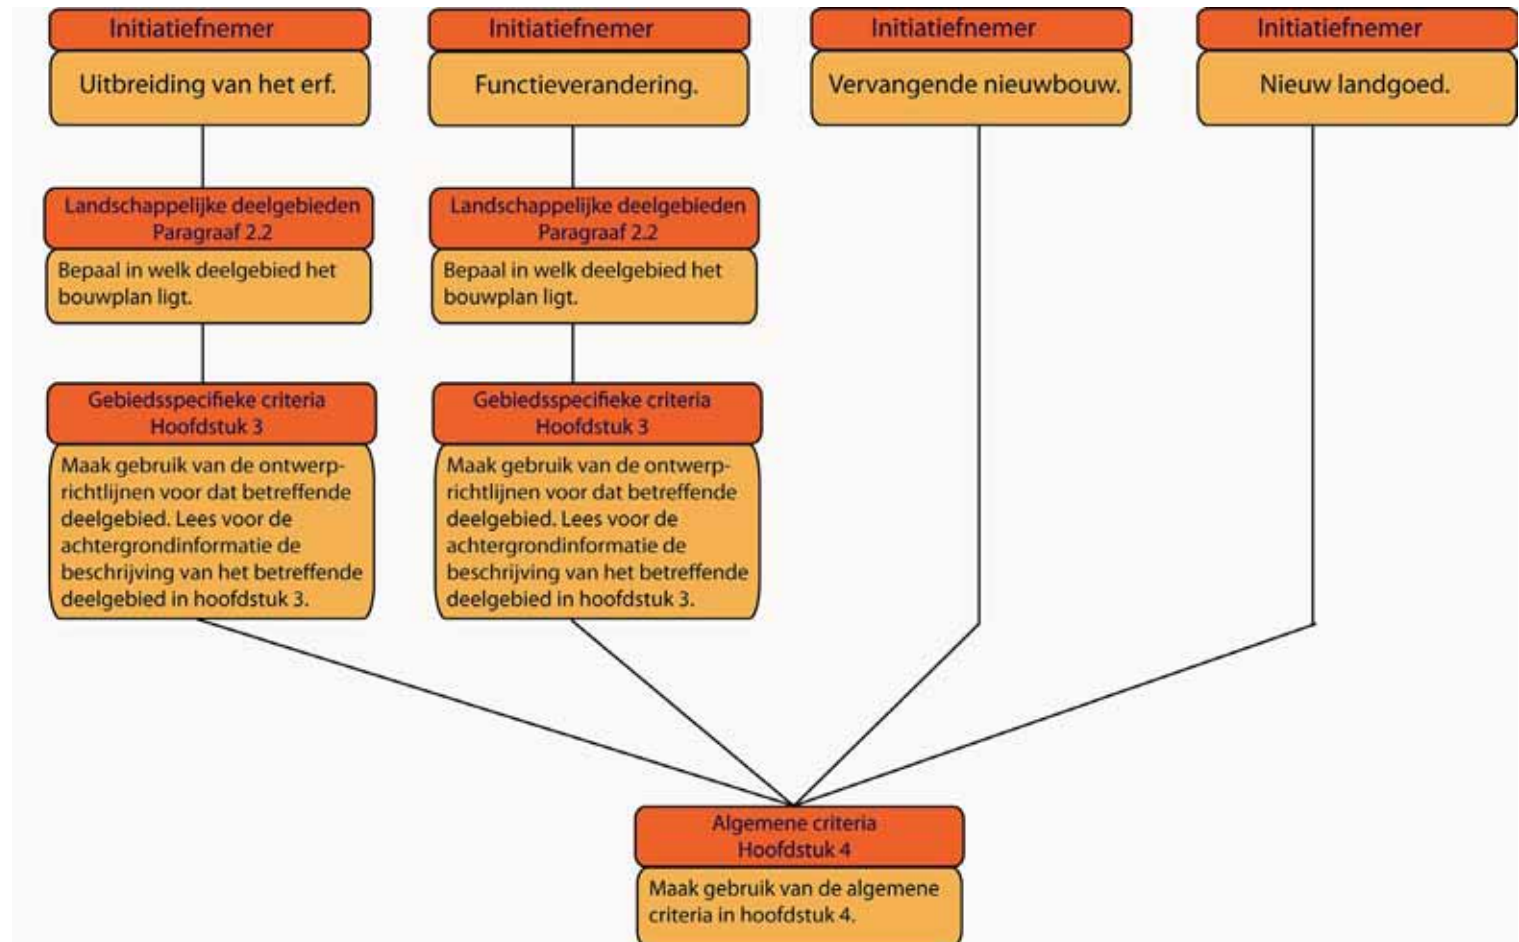 Initiatiefnemer
Uitbreiding van het erf.
Landschappelijke deelgebieden
Paragraaf 2.2
Bepaal in welk deelgebied het
bouwplan ligt.
Gebiedsspecifieke criteria
Hoofdstuk 3
Maak gebruik van de ontwerp-
richtlijnen voor dat betreffende
deelgebied. Lees voor de
achtergrondinformatie de
beschrijving van het betreffende
deelgebied in hoofdstuk 3.
Initiatiefnemer
Functieverandering.
Landschappelijke deelgebieden
Paragraaf 2.2
Bepaal in welk deelgebied het
bouwplan ligt.
Gebiedsspecifieke criteria
Hoofdstuk 3
Maak gebruik van de ontwerp-
richtlijnen voor dat betreffende
deelgebied. Lees voor de
achtergrondinformatie de
beschrijving van het betreffende
deelgebied in hoofdstuk 3.
Initiatiefnemer
Vervangende nieuwbouw.
Initiatiefnemer
Nieuw landgoed.
Algemene criteria
Hoofdstuk 4
Maak gebruik van de algemene
criteria in hoofdstuk 4.